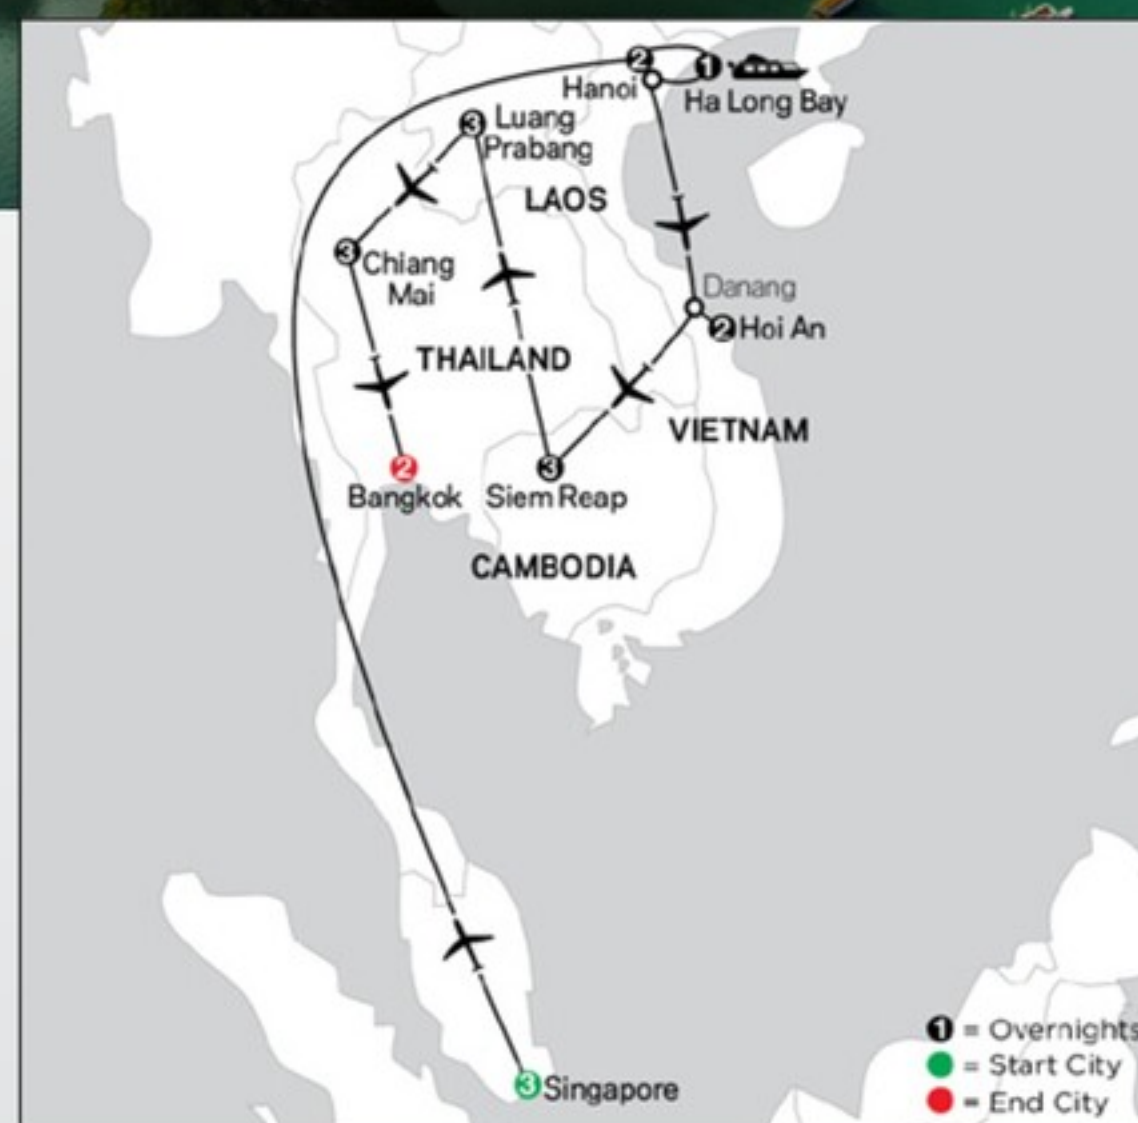 2
Hanoi
1
Ha Long Bay
3 Luang
Prabang
LAOS
3 Chiang
Mai
Danang
2 Hoi An
THAILAND
VIETNAM
2
Bangkok
3
Siem Reap
CAMBODIA
3 Singapore
1 = Overnights
= Start City
= End City